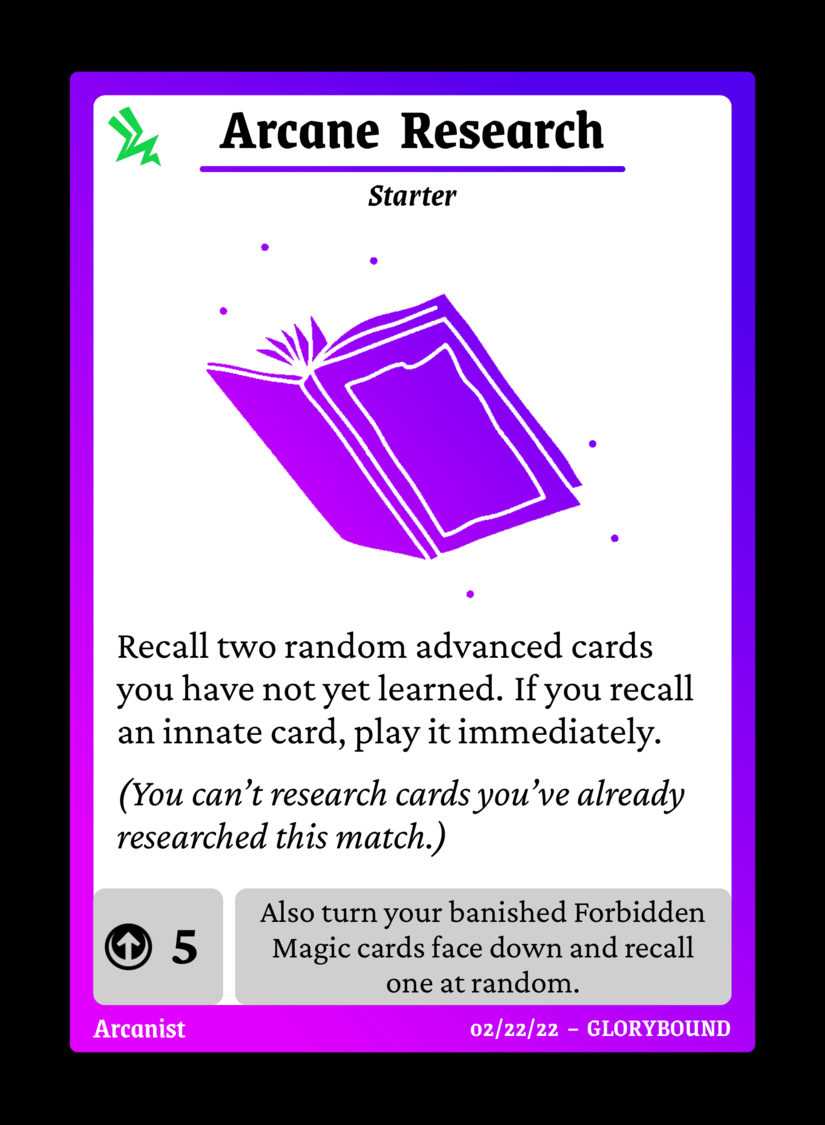 Arcane Research
Starter
Recall two random advanced cards
you have not yet learned. If you recall
an innate card, play it immediately.
(You can’t research cards you’ve already
researched this match.)
5
Also turn your banished Forbidden
Magic cards face down and recall
one at random.
Arcanist
02/22/22 – GLORYBOUND